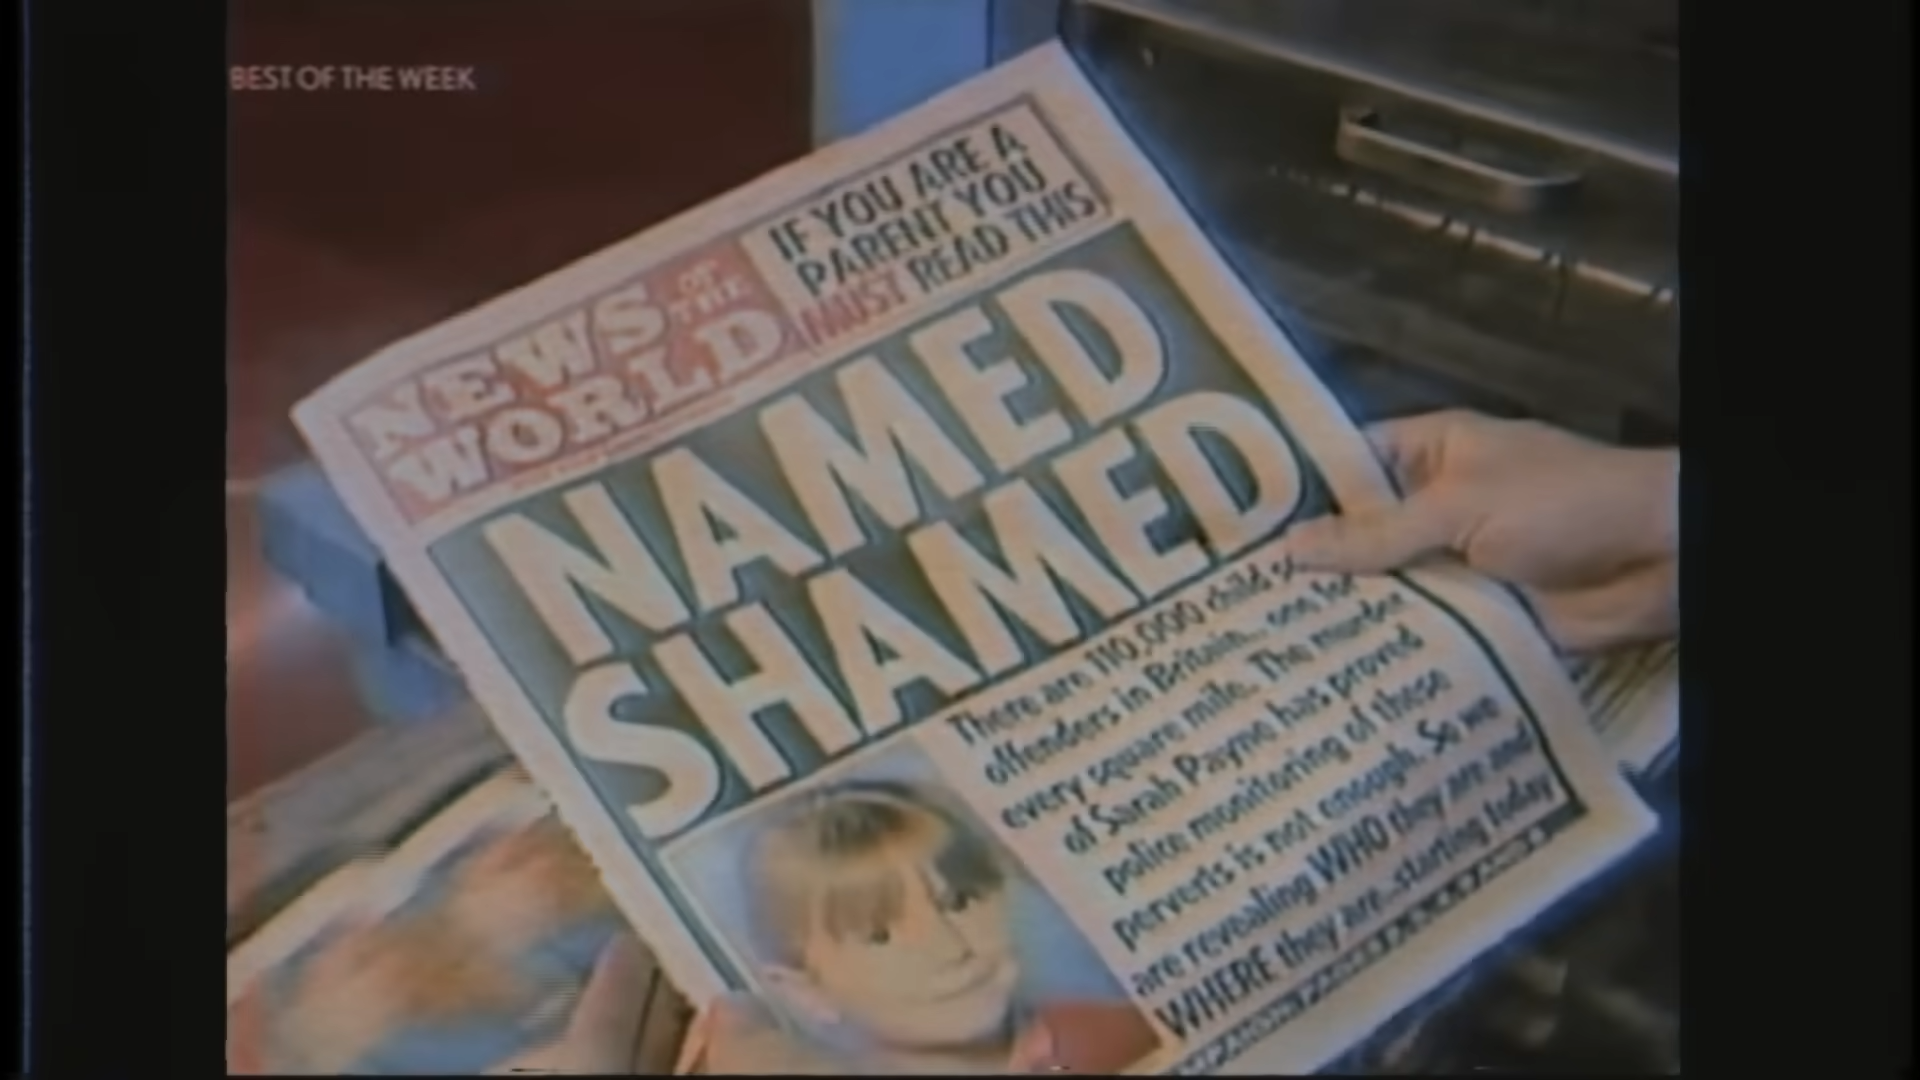 BEST OF THE WEEK
NEWS OF THE
WORLD
IF YOU ARE A
PARENT YOU
MUST READ THIS
NAMED
SHAMED
There are 110,000 child
offenders in Britain... one for
every square mile. The murder
of Sarah Payne has proved
police monitoring of these
perverts is not enough. So we
are revealing WHO they are and
WHERE they are...starting today